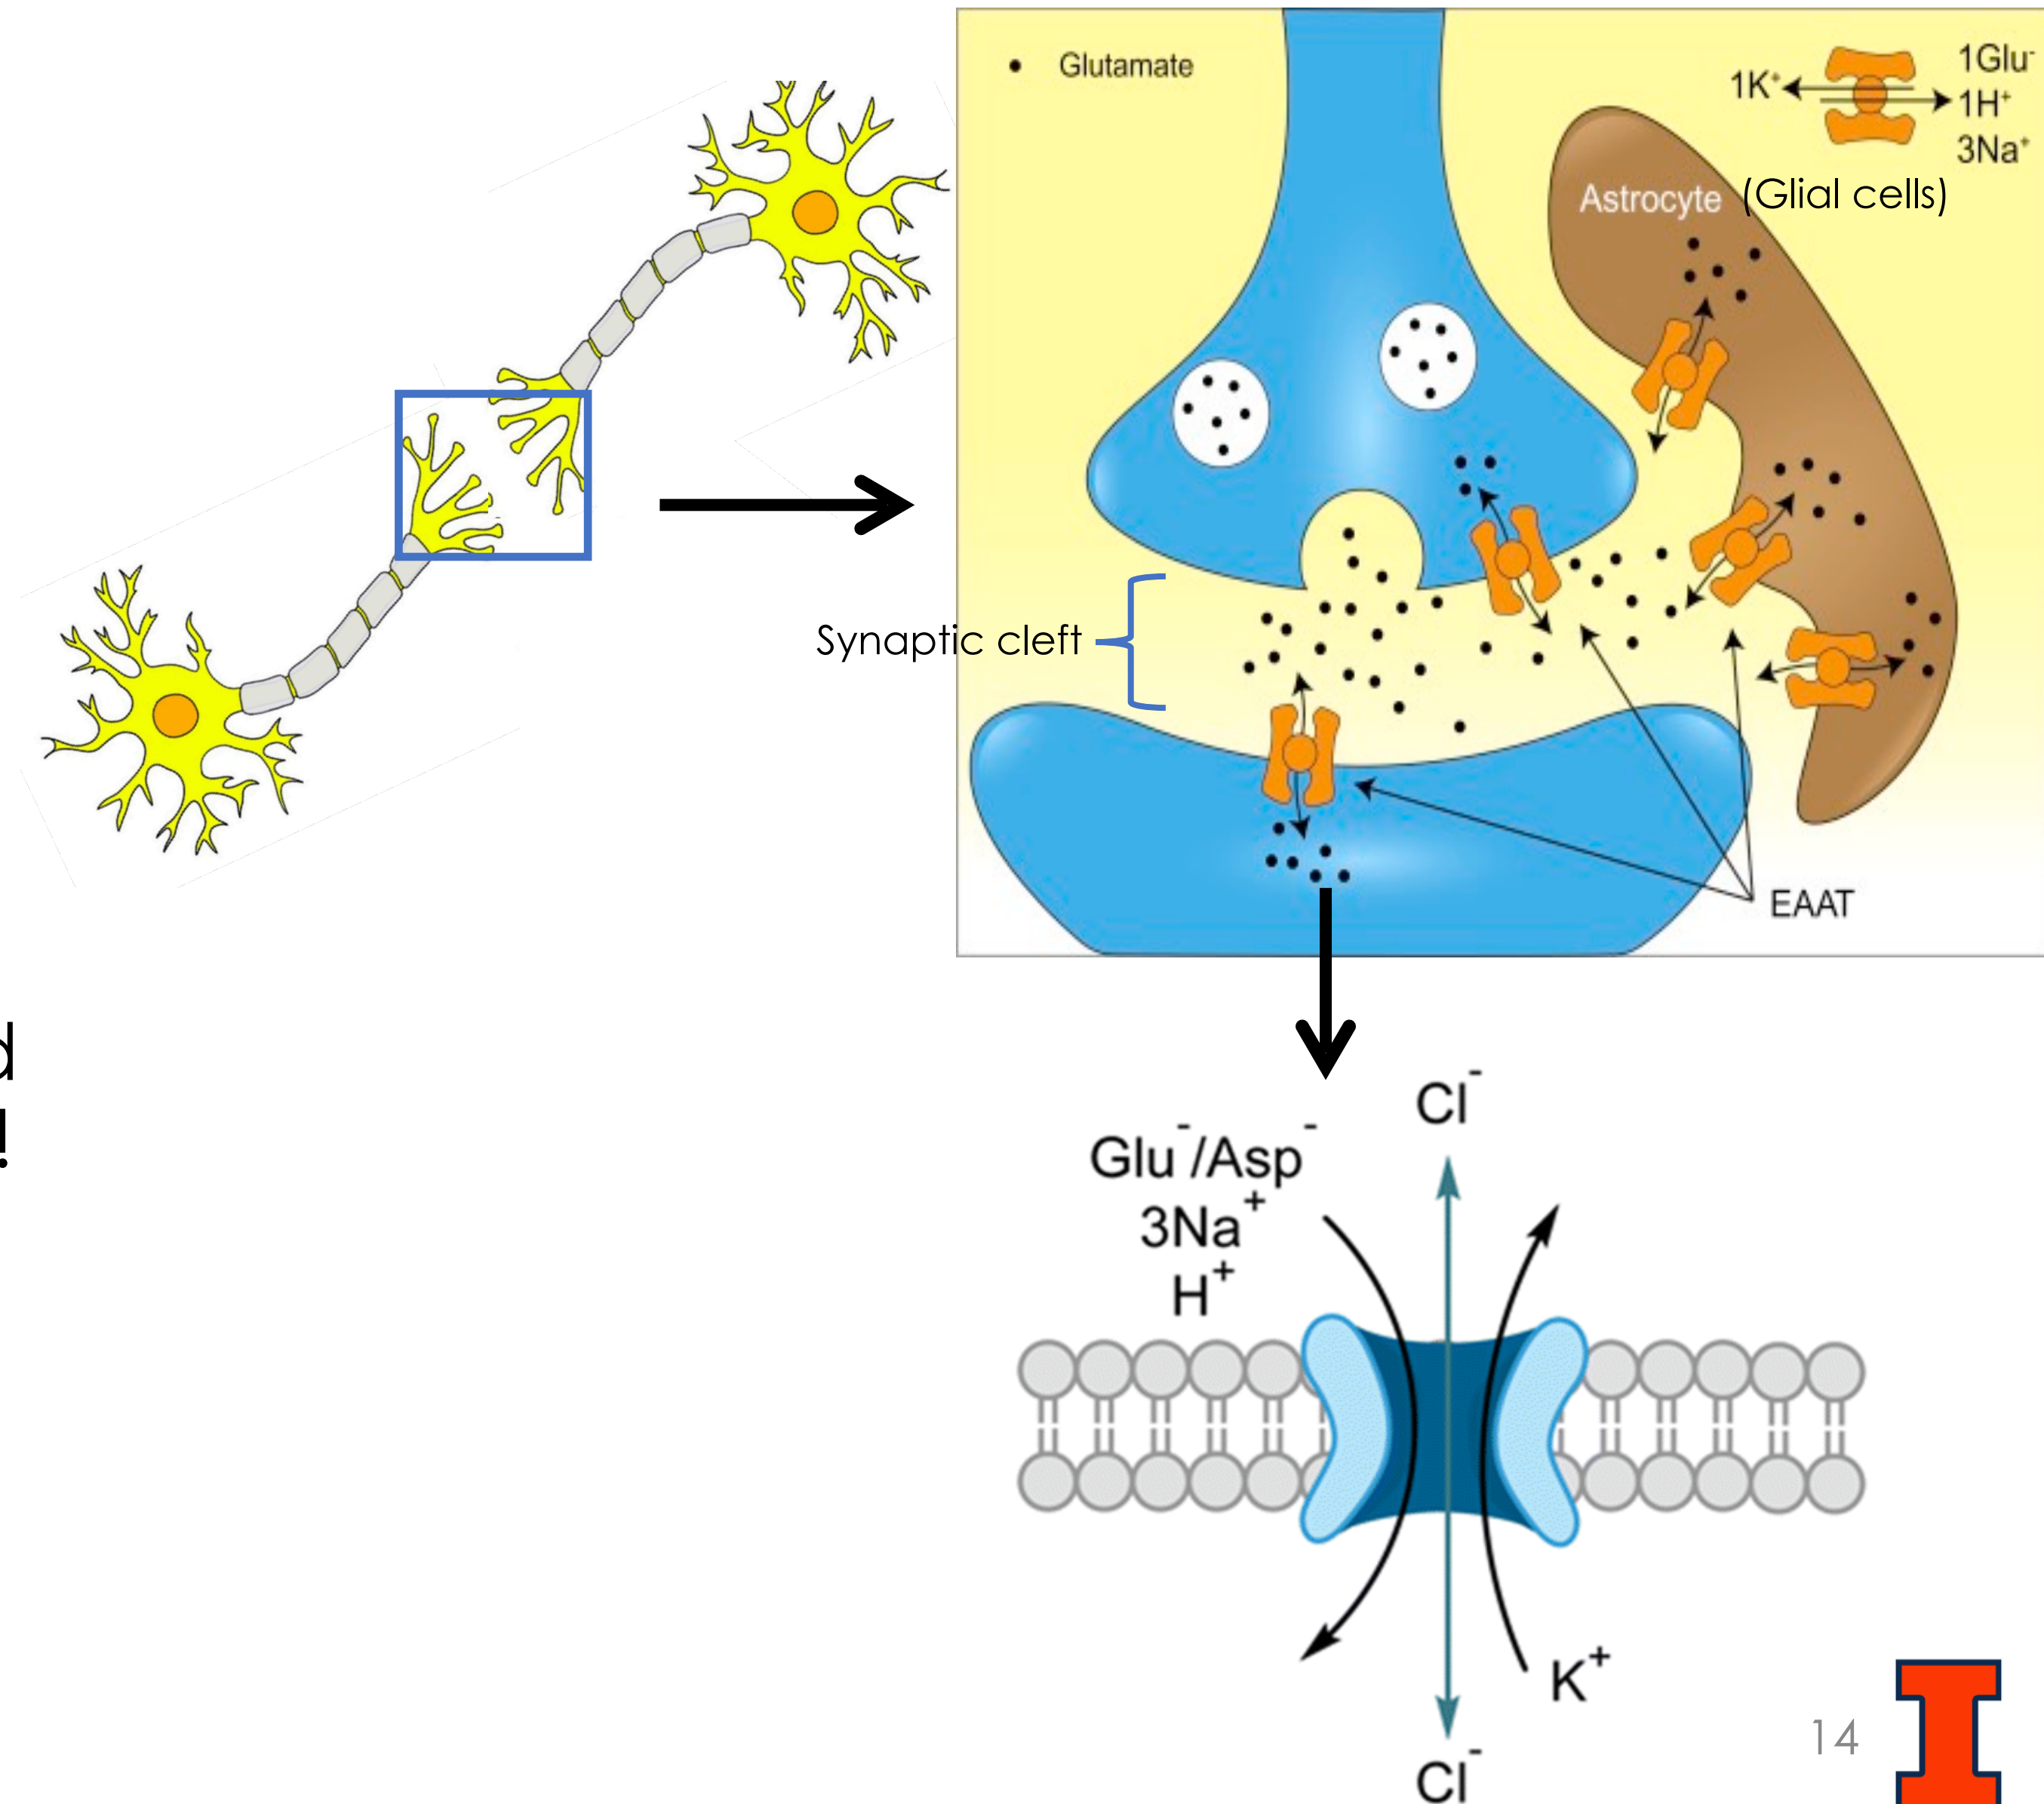 Glutamate
1Glu⁻
1K⁺
1H⁺
3Na⁺
Astrocyte (Glial cells)
Synaptic cleft
EAAT
d
!
Cl⁻
Glu⁻/Asp⁻
3Na⁺
H⁺
K⁺
14
Cl⁻